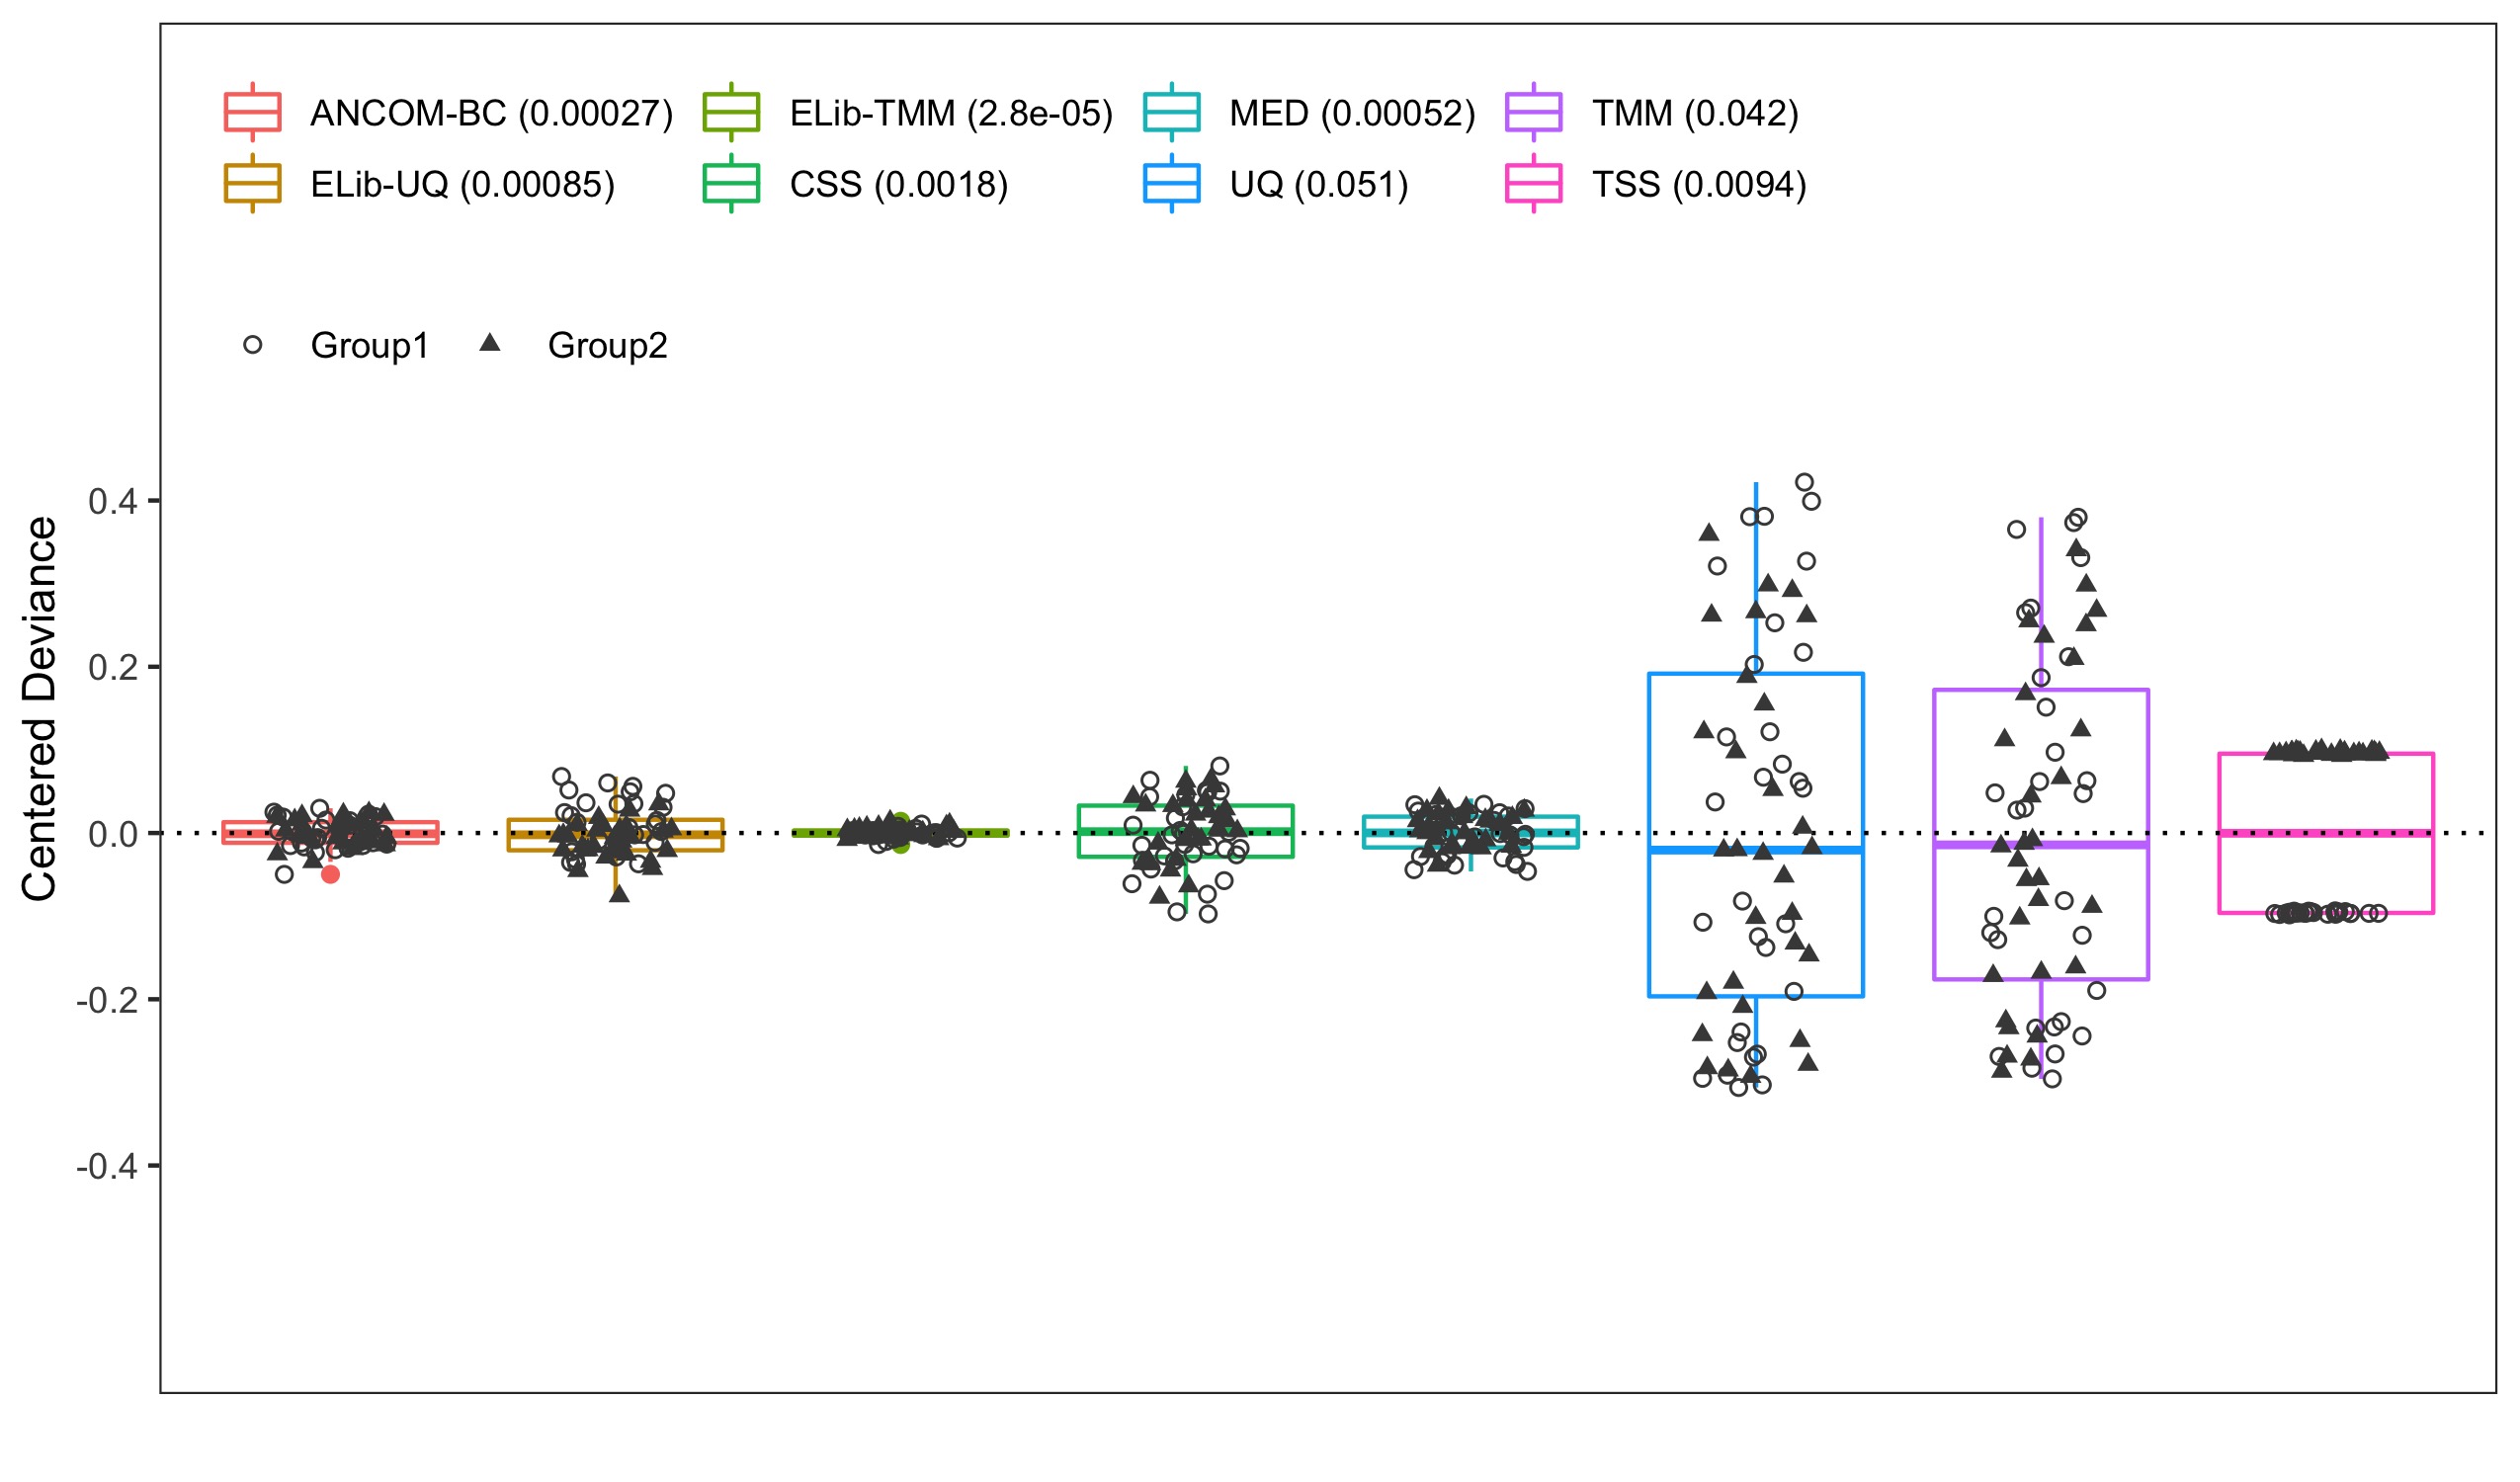 ANCOM-BC (0.00027) ELib-TMM (2.8e-05) MED (0.00052) TMM (0.042)
ELib-UQ (0.00085) CSS (0.0018) UQ (0.051) TSS (0.0094)
Group1 Group2
Centered Deviance
0.4
0.2
0.0
-0.2
-0.4